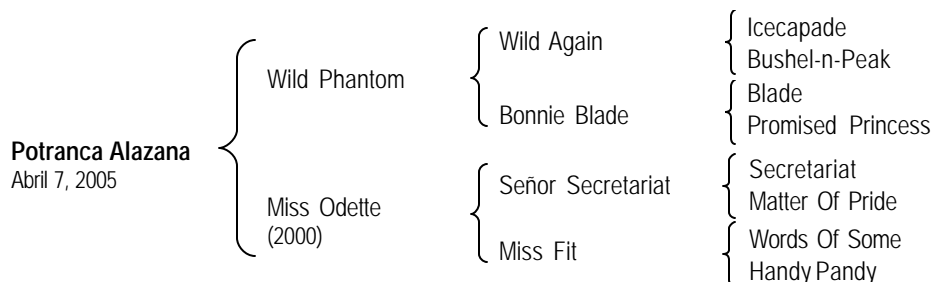 Potranca Alazana
Abril 7, 2005
Wild Phantom
Miss Odette
(2000)
Wild Again
Bonnie Blade
Señor Secretariat
Miss Fit
Icecapade
Bushel-n-Peak
Blade
Promised Princess
Secretariat
Matter Of Pride
Words Of Some
Handy Pandy